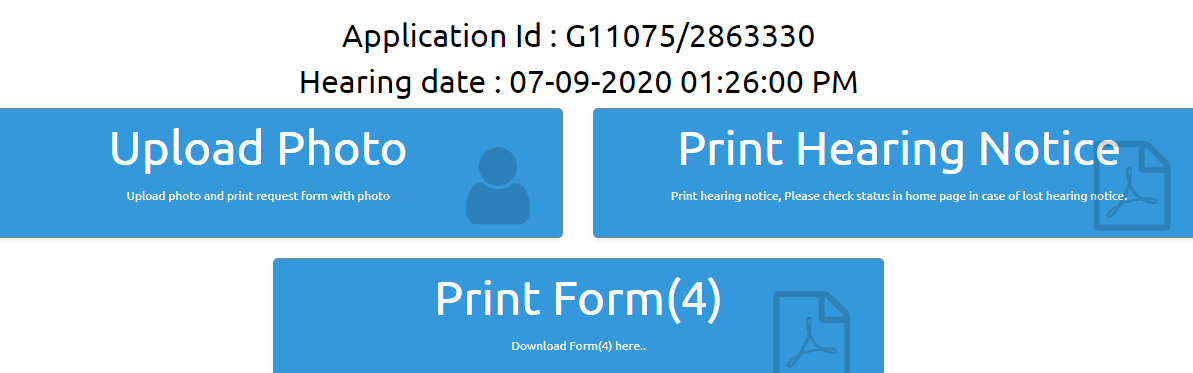 Application Id : G11075/2863330
Hearing date : 07-09-2020 01:26:00 PM
Upload Photo
Upload photo and print request form with photo
Print Hearing Notice
Print hearing notice, Please check status in home page in case of lost hearing notice.
Print Form(4)
Download Form(4) here..